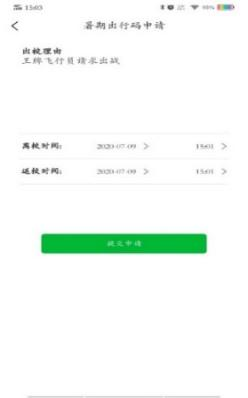 15:03
暑期出行码申请
出校理由
王牌飞行员请求出战
离校时间: 2020-07-09 > 15:01 >
返校时间: 2020-07-09 > 15:01 >
提交申请